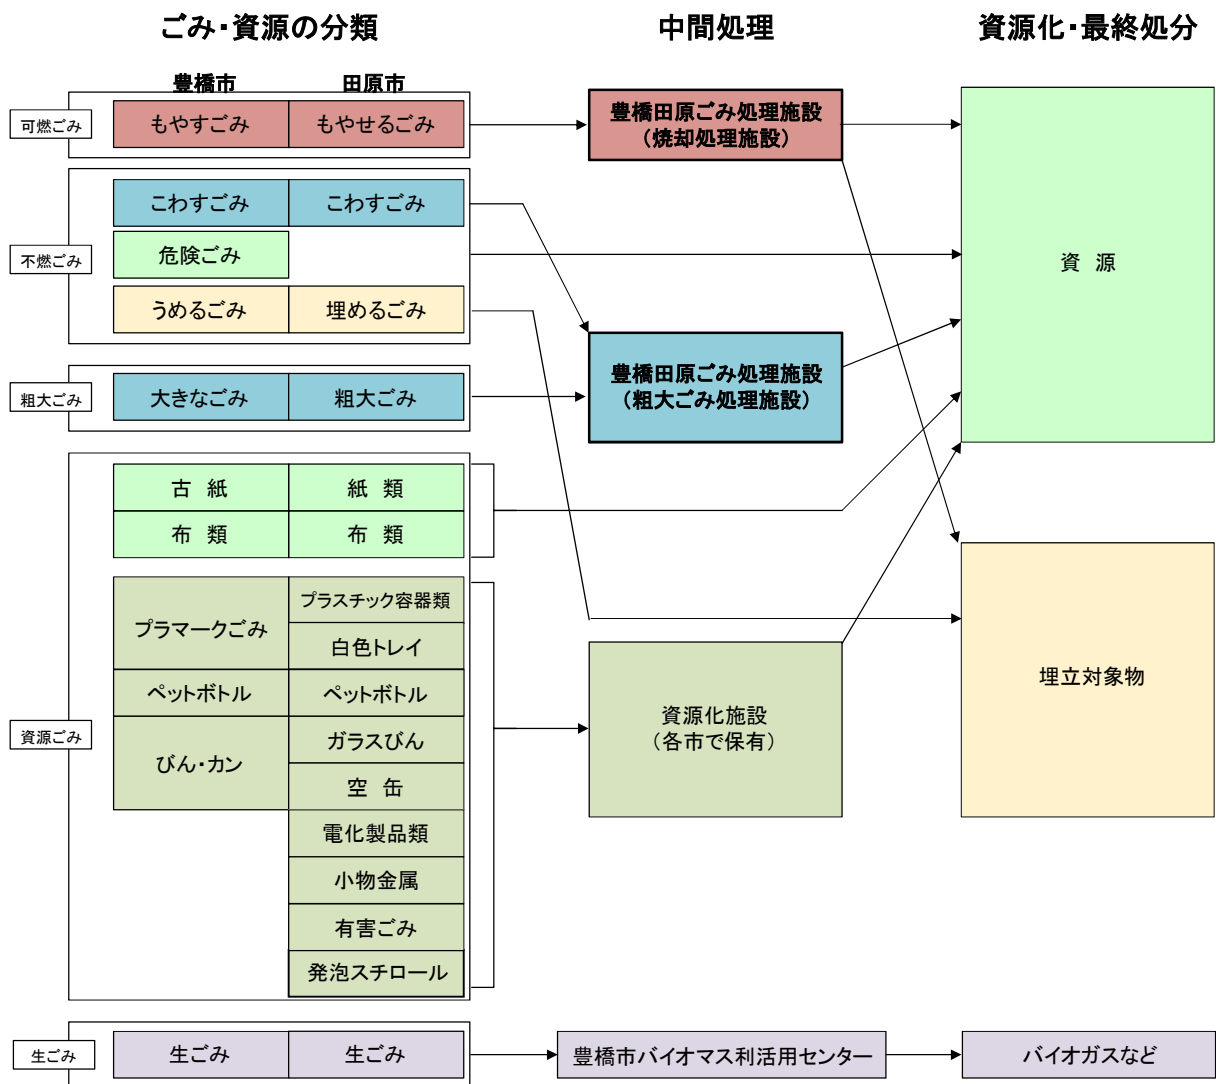 ごみ・資源の分類
中間処理
資源化・最終処分
豊橋市
田原市
可燃ごみ
もやすごみ
もやせるごみ
豊橋田原ごみ処理施設
（焼却処理施設）
不燃ごみ
こわすごみ
こわすごみ
危険ごみ
うめるごみ
埋めるごみ
資 源
粗大ごみ
大きなごみ
粗大ごみ
豊橋田原ごみ処理施設
（粗大ごみ処理施設）
資源ごみ
古 紙
紙 類
布 類
布 類
プラマークごみ
プラスチック容器類
白色トレイ
ペットボトル
ペットボトル
びん・カン
ガラスびん
空 缶
電化製品類
小物金属
有害ごみ
発泡スチロール
資源化施設
（各市で保有）
埋立対象物
生ごみ
生ごみ
生ごみ
豊橋市バイオマス利活用センター
バイオガスなど